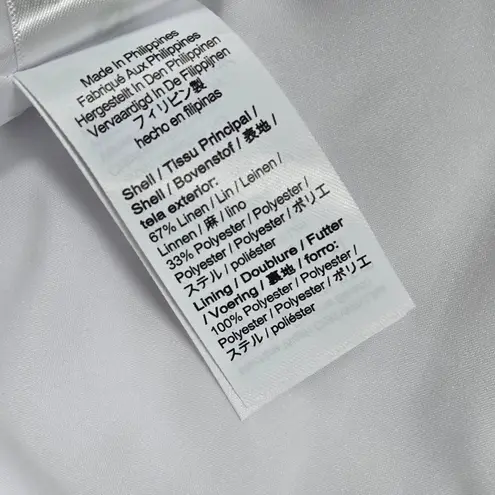 Made In Philippines
Fabriqué Aux Philippines
Hergestellt In Den Philippinen
Vervaardigd In De Filippijnen
フィリピン製
hecho en filipinas
Shell / Tissu Principal /
Shell / Bovenstof / 表地 /
tela exterior:
67% Linen / Lin / Leinen /
Linnen / 麻 / lino
33% Polyester / Polyester /
Polyester / Polyester / ポリエ
ステル / poliéster
Lining / Doublure / Futter
/ Voering / 裏地 / forro:
100% Polyester / Polyester /
Polyester / Polyester / ポリエ
ステル / poliéster